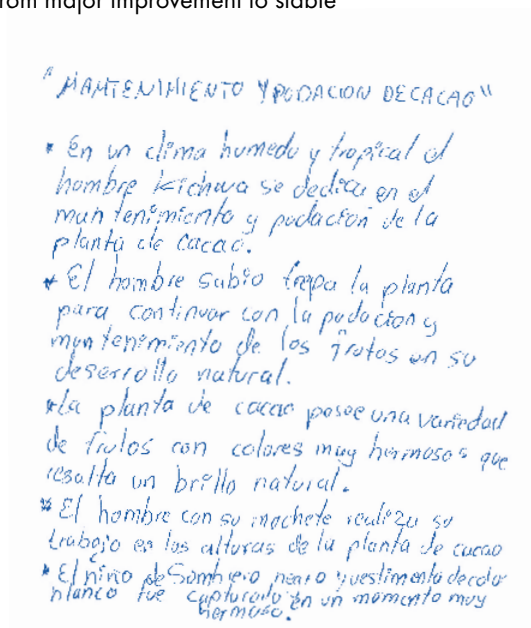 from major improvement to stable
"MANTENIMIENTO Y PODACION DE CACAO"
* En un clima humedo y tropical el
hombre Kichwa se dedica en el
mantenimiento y podación de la
planta de cacao.
* El hombre subio trepa la planta
para continuar con la podacion y
mantenimiento de los frutos en su
desarrollo natural.
* La planta de cacao posee una variedad
de frutos con colores muy hermosos que
resalta un brillo natural.
* El hombre con su machete realiza su
trabajo en las alturas de la planta de cacao
* El niño de Sombrero negro y vestimenta de color
blanco fue capturado en un momento muy
hermoso.